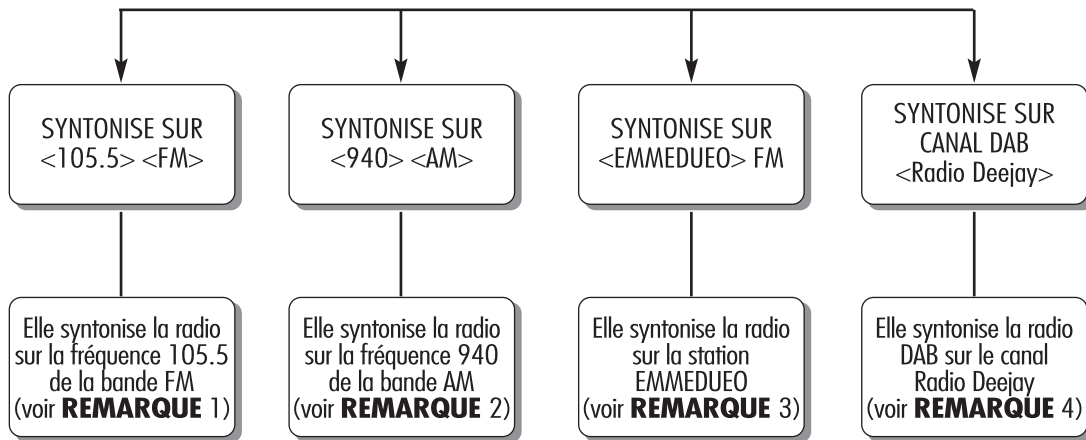 SYNTONISE SUR
<105.5> <FM>
SYNTONISE SUR
<940> <AM>
SYNTONISE SUR
<EMMEDUEO> FM
SYNTONISE SUR
CANAL DAB
<Radio Deejay>
Elle syntonise la radio
sur la fréquence 105.5
de la bande FM
(voir REMARQUE 1)
Elle syntonise la radio
sur la fréquence 940
de la bande AM
(voir REMARQUE 2)
Elle syntonise la radio
sur la station
EMMEDUEO
(voir REMARQUE 3)
Elle syntonise la radio
DAB sur le canal
Radio Deejay
(voir REMARQUE 4)